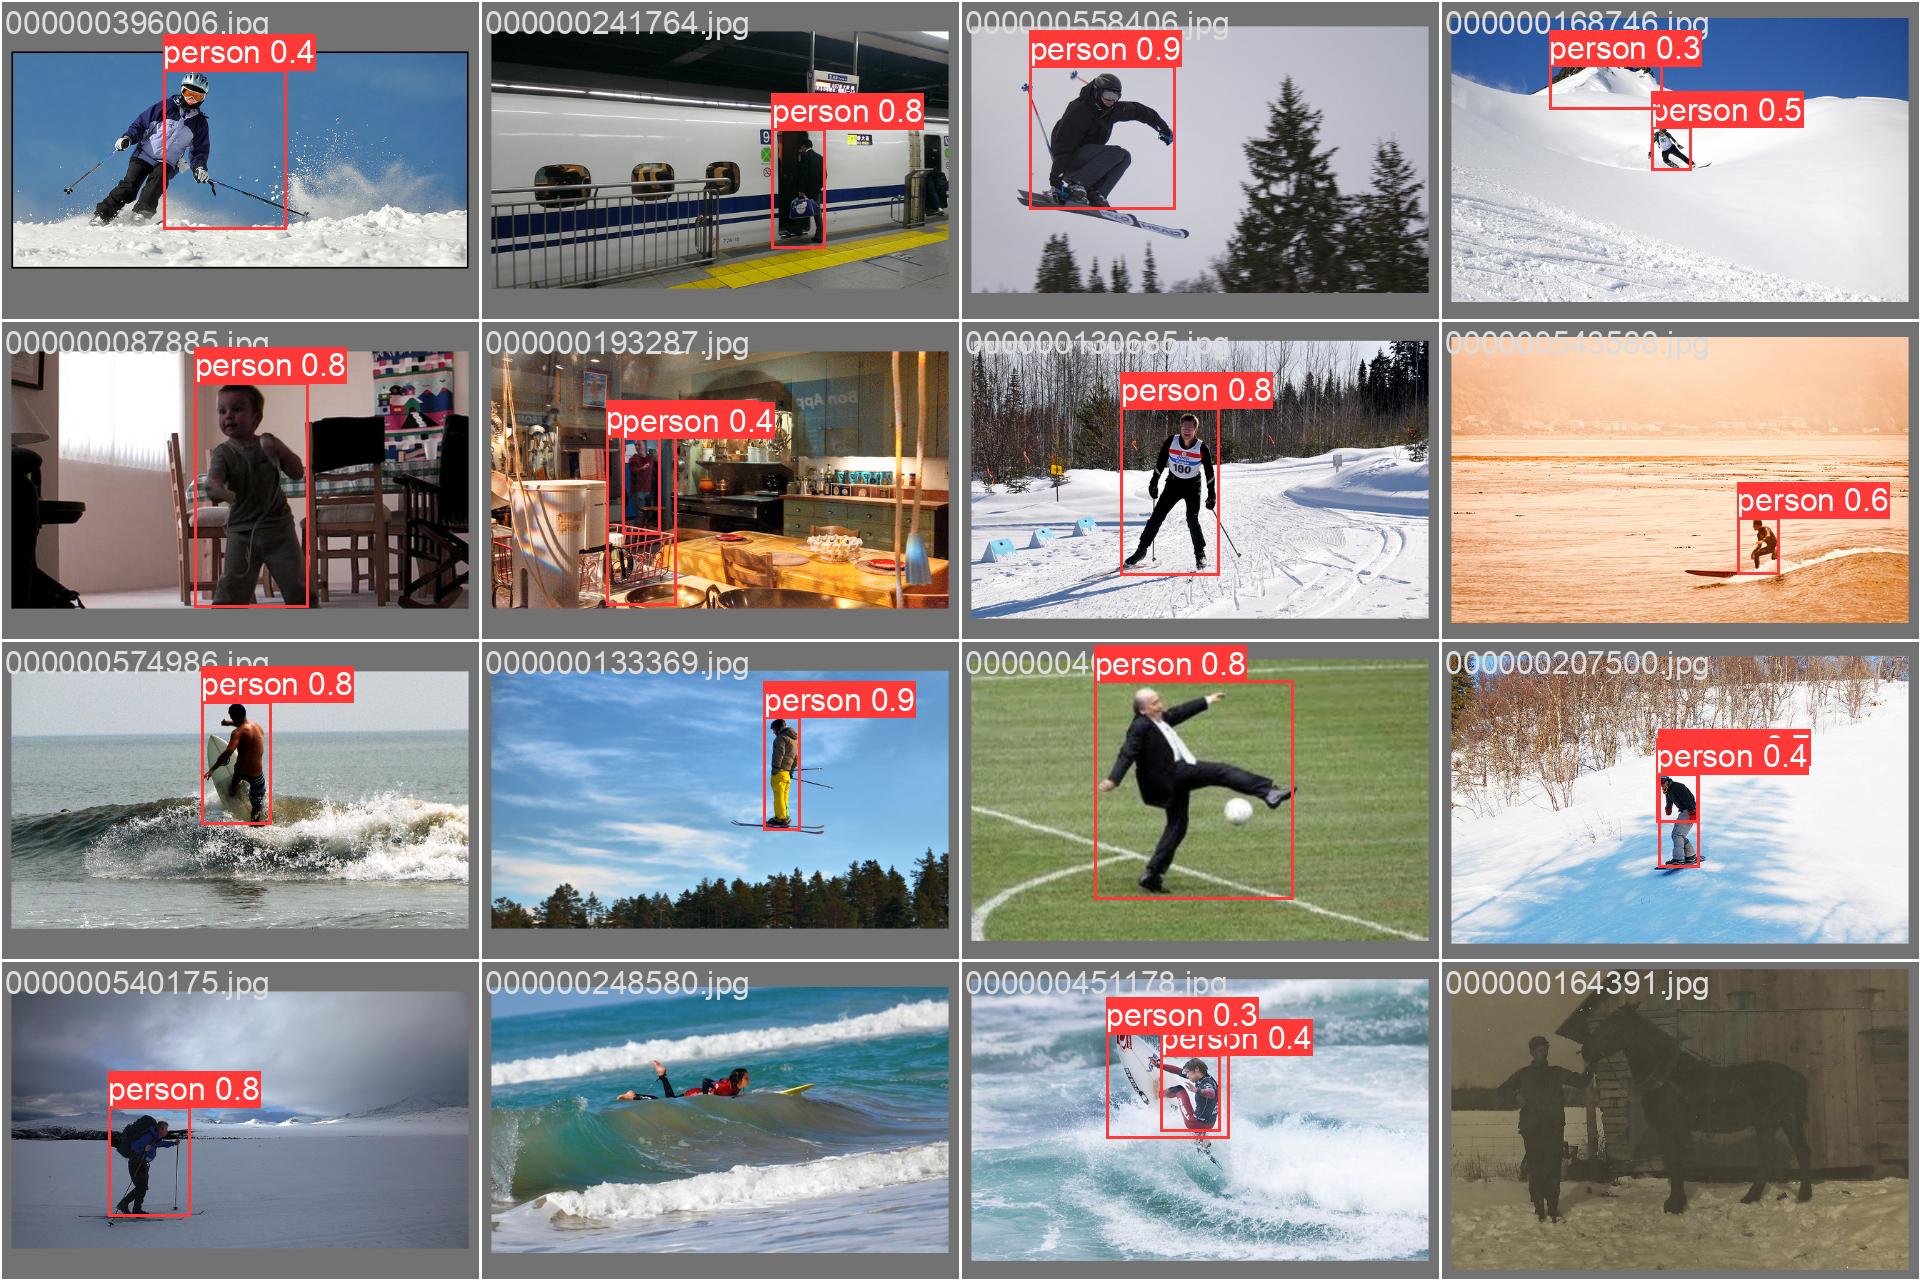 000000396006.jpg
person 0.4
000000241764.jpg
person 0.8
9
000000558406.jpg
person 0.9
HEAD
000000168746.jpg
person 0.3
person 0.5
000000087885.jpg
person 0.8
000000193287.jpg
p
person 0.4
000000130685.jpg
person 0.8
180
000000543588.jpg
person 0.6
000000574986.jpg
person 0.8
000000133369.jpg
person 0.9
0000004
person 0.8
000000207500.jpg
person 0.4
000000540175.jpg
person 0.8
000000248580.jpg
000000451178.jpg
person 0.3
person 0.4
000000164391.jpg